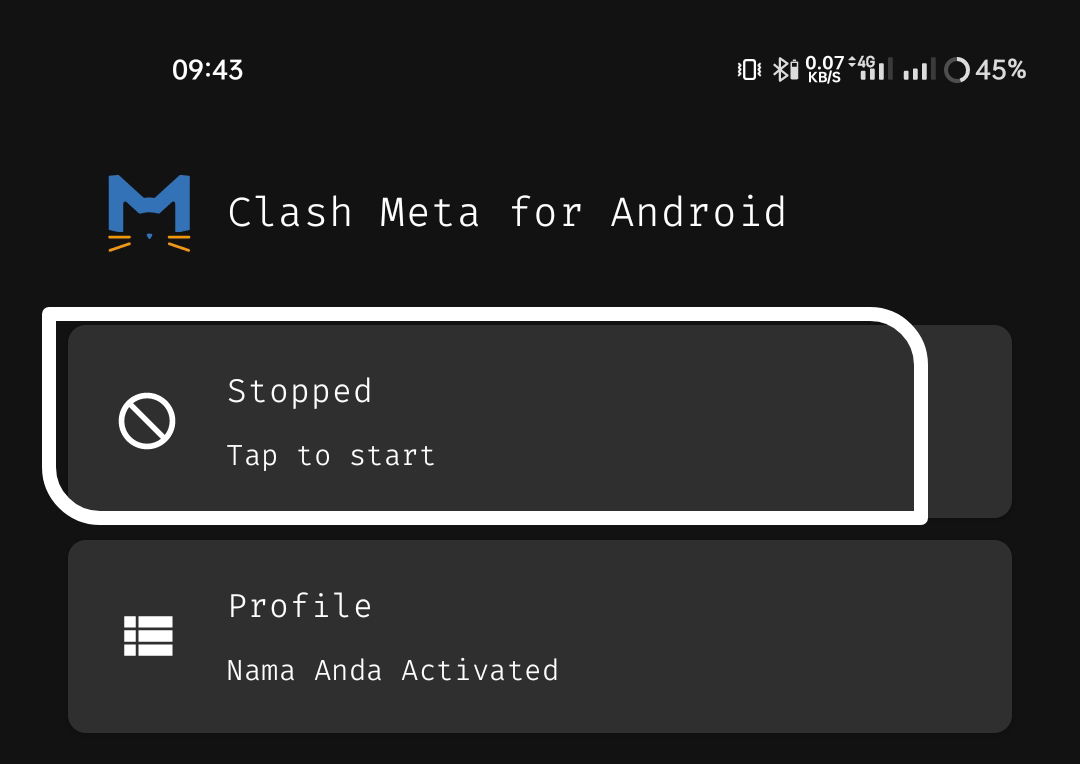 09:43
0.07 KB/S 4G 45%
Clash Meta for Android
Stopped
Tap to start
Profile
Nama Anda Activated